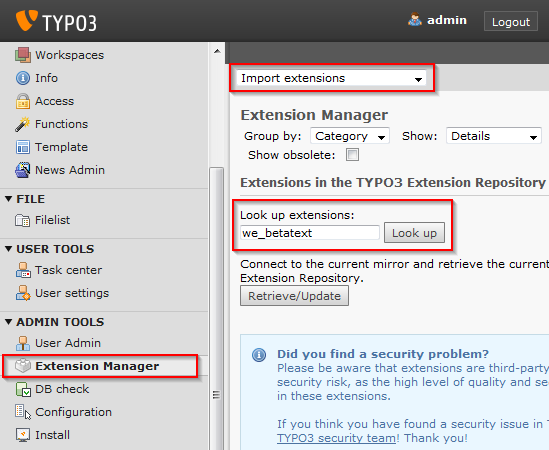 TYPO3
admin
Logout
Workspaces
Info
Access
Functions
Template
News Admin
FILE
Filelist
USER TOOLS
Task center
User settings
ADMIN TOOLS
User Admin
Extension Manager
DB check
Configuration
Install
Import extensions
Extension Manager
Group by: Category Show: Details
Show obsolete:
Extensions in the TYPO3 Extension Repository
Look up extensions:
we_betatext Look up
Connect to the current mirror and retrieve the current
Extension Repository.
Retrieve/Update
Did you find a security problem?
Please be aware that extensions are third-party
security risk, as the high level of quality and se
in these extensions.
If you think you have found a security issue in T
TYPO3 security team! Thank you!